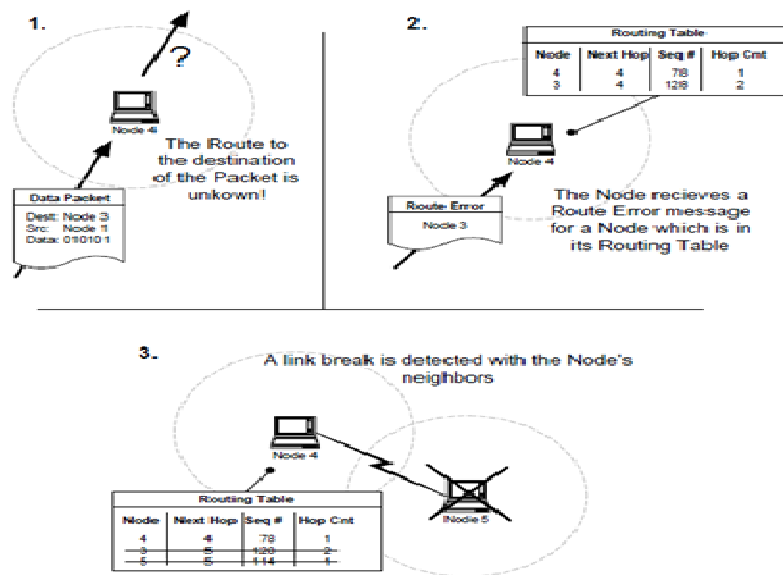 1.
?
Node 4
The Route to
the destination
of the Packet is
unkown!
Data Packet
Dest: Node 3
Src: Node 1
Data: 010101
2.
Routing Table
Node Next Hop Seq # Hop Cnt
4 4 78 1
3 4 128 2
Node 4
Route Error
Node 3
The Node recieves a
Route Error message
for a Node which is in
its Routing Table
3.
A link break is detected with the Node's
neighbors
Node 4
Node 5
Routing Table
Node Next Hop Seq # Hop Cnt
4 4 78 1
3 5 2
5 5 1